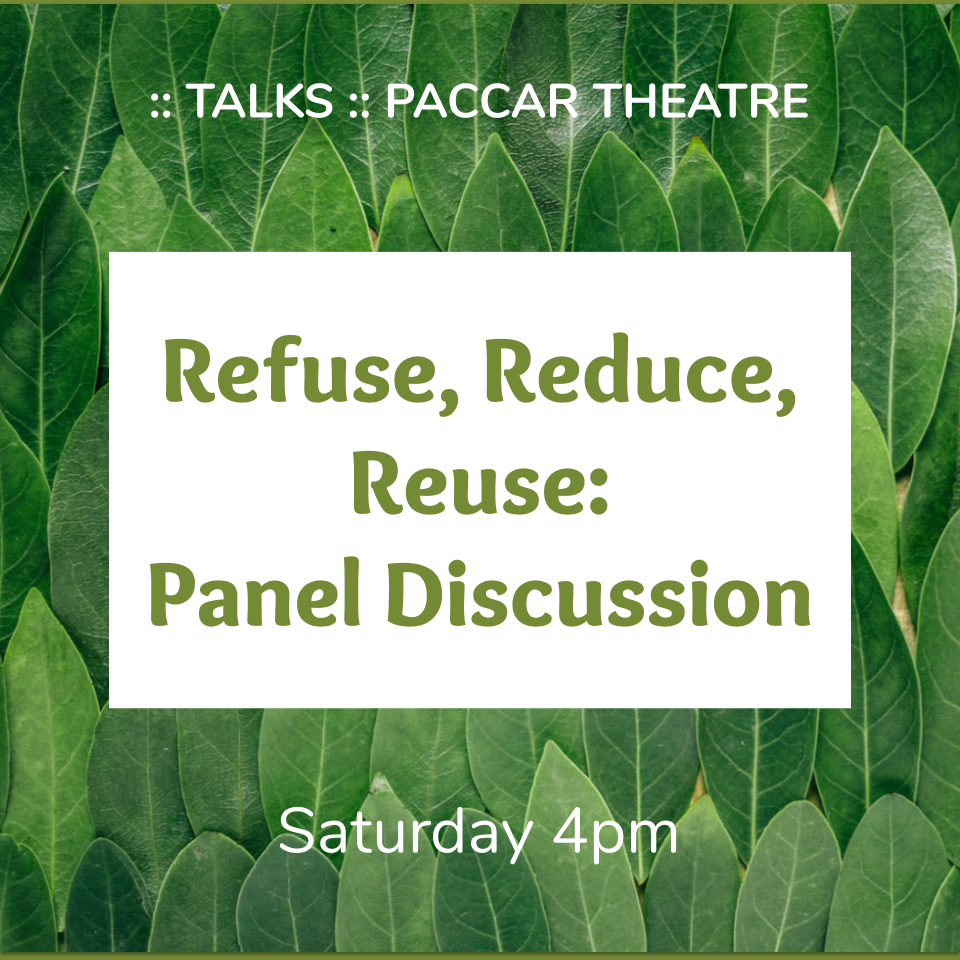 :: TALKS :: PACCAR THEATRE
Refuse, Reduce,
Reuse:
Panel Discussion
Saturday 4pm